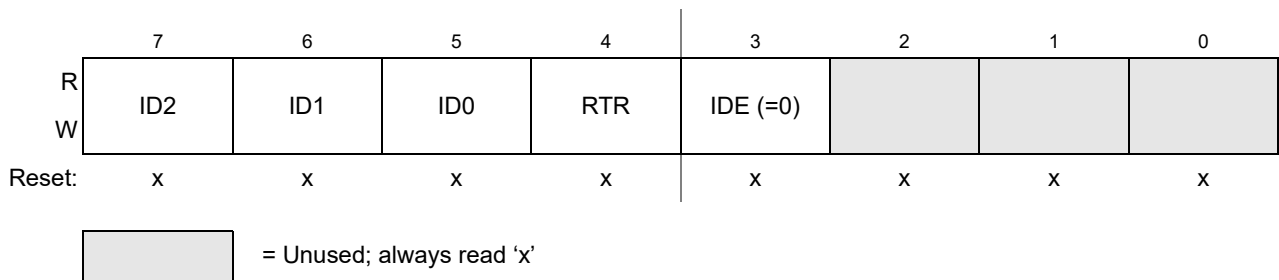 7 6 5 4 3 2 1 0
R
ID2 ID1 ID0 RTR IDE (=0)
W
Reset: x x x x x x x x
= Unused; always read ‘x’